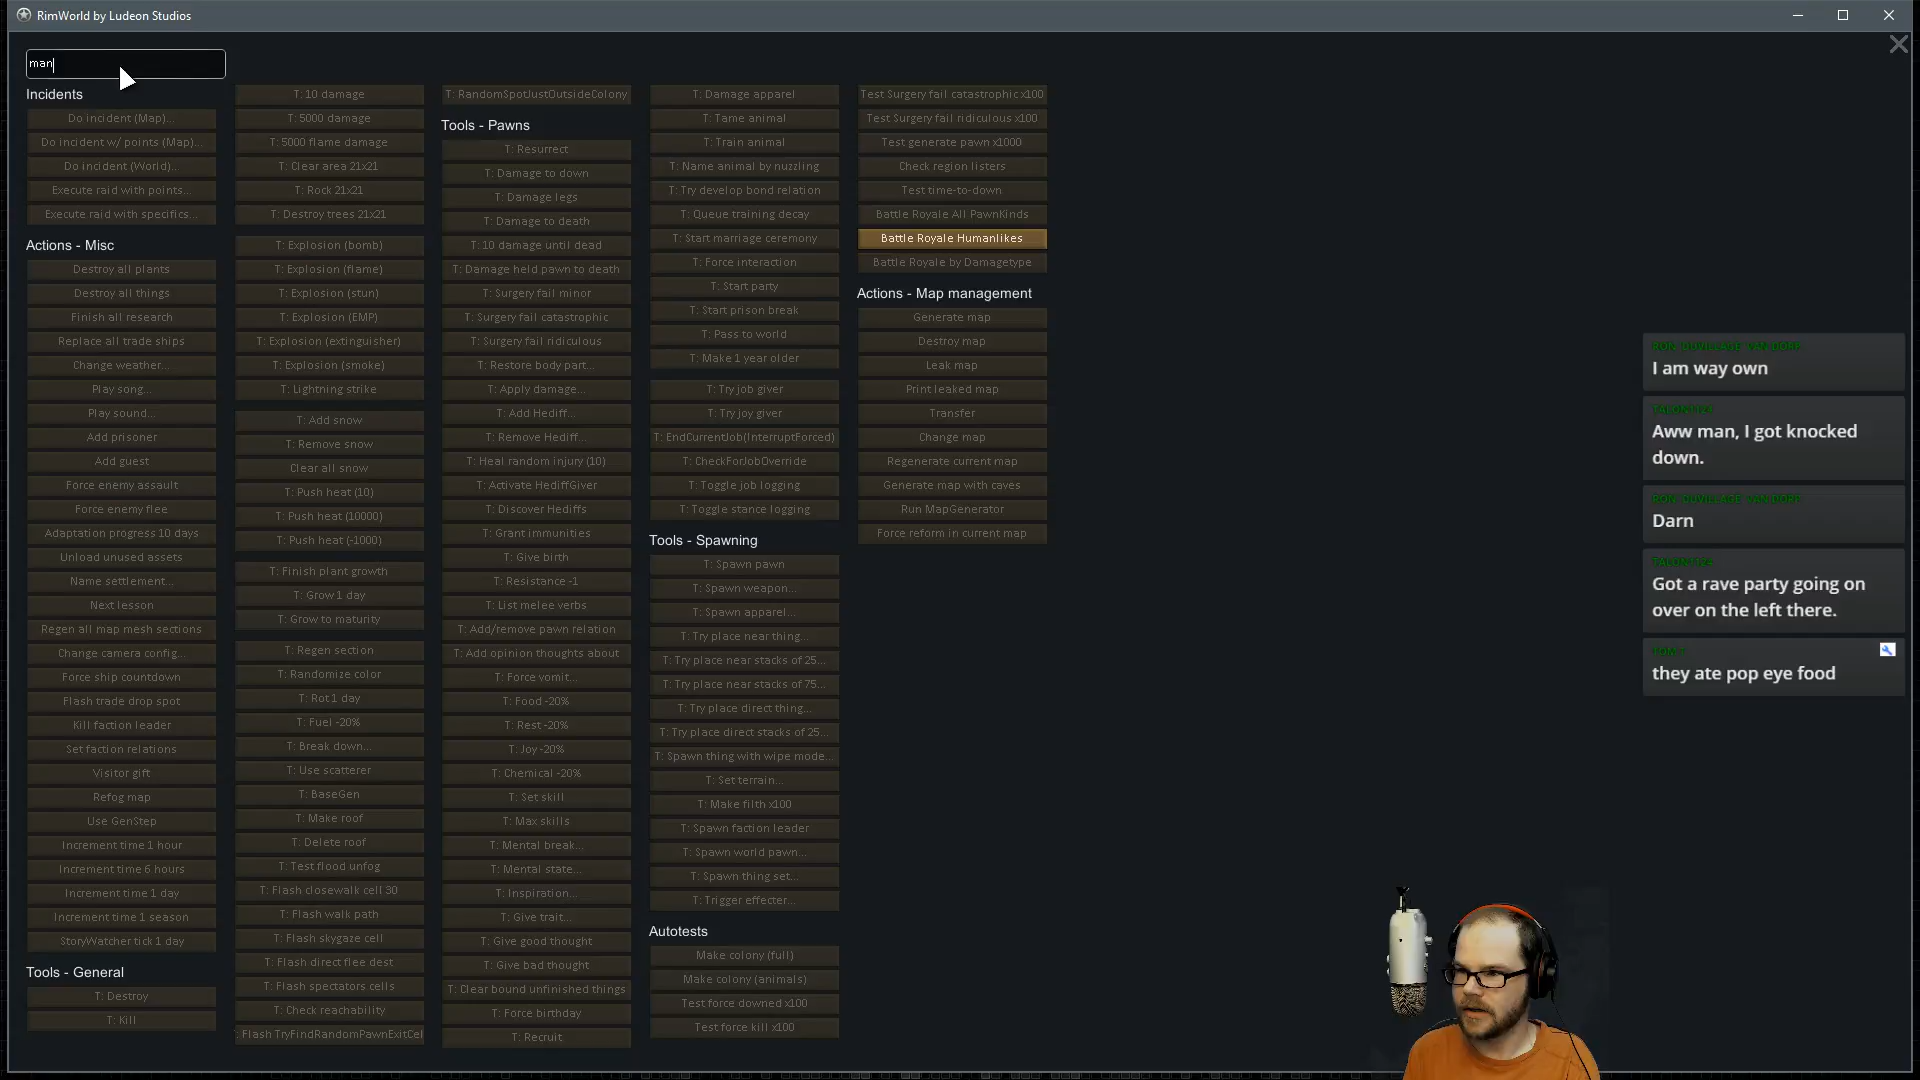 RimWorld by Ludeon Studios
man
Incidents
Do incident (Map)...
Do incident w/ points (Map)...
Do incident (World)...
Execute raid with points...
Execute raid with specifics...
Actions - Misc
Destroy all plants
Destroy all things
Finish all research
Replace all trade ships
Change weather...
Play song...
Play sound...
Add prisoner
Add guest
Force enemy assault
Force enemy flee
Adaptation progress 10 days
Unload unused assets
Name settlement...
Next lesson
Regen all map mesh sections
Change camera config...
Force ship countdown
Flash trade drop spot
Kill faction leader
Set faction relations
Visitor gift
Refog map
Use GenStep
Increment time 1 hour
Increment time 6 hours
Increment time 1 day
Increment time 1 season
StoryWatcher tick 1 day
Tools - General
T: Destroy
T: Kill
T: 10 damage
T: 5000 damage
T: 5000 flame damage
T: Clear area 21x21
T: Rock 21x21
T: Destroy trees 21x21
T: Explosion (bomb)
T: Explosion (flame)
T: Explosion (stun)
T: Explosion (EMP)
T: Explosion (extinguisher)
T: Explosion (smoke)
T: Lightning strike
T: Add snow
T: Remove snow
Clear all snow
T: Push heat (10)
T: Push heat (10000)
T: Push heat (-1000)
T: Finish plant growth
T: Grow 1 day
T: Grow to maturity
T: Regen section
T: Randomize color
T: Rot 1 day
T: Fuel -20%
T: Break down...
T: Use scatterer
T: BaseGen
T: Make roof
T: Delete roof
T: Test flood unfog
T: Flash closewalk cell 30
T: Flash walk path
T: Flash skygaze cell
T: Flash direct flee dest
T: Flash spectators cells
T: Check reachability
: Flash TryFindRandomPawnExitCel
T: RandomSpotJustOutsideColony
Tools - Pawns
T: Resurrect
T: Damage to down
T: Damage legs
T: Damage to death
T: 10 damage until dead
T: Damage held pawn to death
T: Surgery fail minor
T: Surgery fail catastrophic
T: Surgery fail ridiculous
T: Restore body part...
T: Apply damage...
T: Add Hediff...
T: Remove Hediff...
T: Heal random injury (10)
T: Activate HediffGiver
T: Discover Hediffs
T: Grant immunities
T: Give birth
T: Resistance -1
T: List melee verbs
T: Add/remove pawn relation
T: Add opinion thoughts about
T: Force vomit...
T: Food -20%
T: Rest -20%
T: Joy -20%
T: Chemical -20%
T: Set skill
T: Max skills
T: Mental break...
T: Mental state...
T: Inspiration...
T: Give trait...
T: Give good thought
T: Give bad thought
T: Clear bound unfinished things
T: Force birthday
T: Recruit
T: Damage apparel
T: Tame animal
T: Train animal
T: Name animal by nuzzling
T: Try develop bond relation
T: Queue training decay
T: Start marriage ceremony
T: Force interaction
T: Start party
T: Start prison break
T: Pass to world
T: Make 1 year older
T: Try job giver
T: Try joy giver
T: EndCurrentJob(InterruptForced)
T: CheckForJobOverride
T: Toggle job logging
T: Toggle stance logging
Tools - Spawning
T: Spawn pawn
T: Spawn weapon...
T: Spawn apparel...
T: Try place near thing...
T: Try place near stacks of 25...
T: Try place near stacks of 75...
T: Try place direct thing...
T: Try place direct stacks of 25...
T: Spawn thing with wipe mode...
T: Set terrain...
T: Make filth x100
T: Spawn faction leader
T: Spawn world pawn...
T: Spawn thing set...
T: Trigger effecter...
Autotests
Make colony (full)
Make colony (animals)
Test force downed x100
Test force kill x100
Test Surgery fail catastrophic x100
Test Surgery fail ridiculous x100
Test generate pawn x1000
Check region listers
Test time-to-down
Battle Royale All PawnKinds
Battle Royale Humanlikes
Battle Royale by Damagetype
Actions - Map management
Generate map
Destroy map
Leak map
Print leaked map
Transfer
Change map
Regenerate current map
Generate map with caves
Run MapGenerator
Force reform in current map
I am way own
Aww man, I got knocked
down.
Darn
Got a rave party going on
over on the left there.
they ate pop eye food